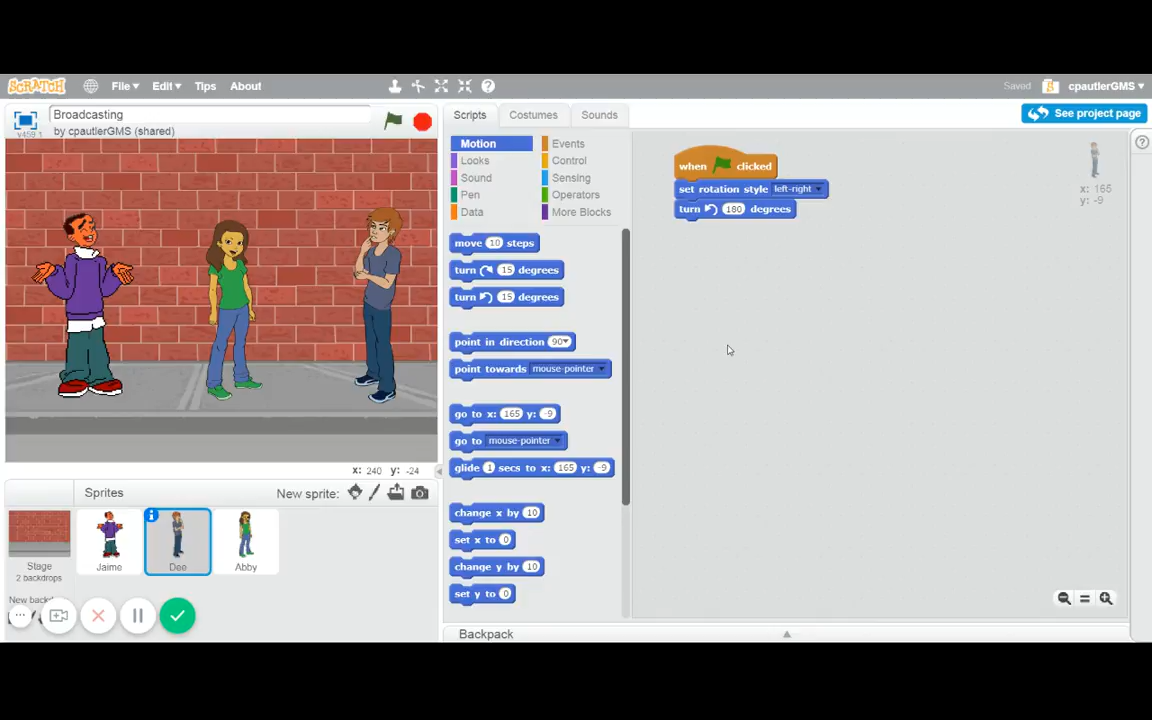 SCRATCH File Edit Tips About Saved cpautlerGMS
Broadcasting
by cpautlerGMS (shared)
v459.1
Scripts Costumes Sounds See project page
Motion Events
Looks Control
Sound Sensing
Pen Operators
Data More Blocks
when clicked
set rotation style left-right
turn 180 degrees
x: 165
y: -9
move 10 steps
turn 15 degrees
turn 15 degrees
point in direction 90
point towards mouse-pointer
go to x: 165 y: -9
go to mouse-pointer
glide 1 secs to x: 165 y: -9
change x by 10
set x to 0
change y by 10
set y to 0
x: 240 y: -24
Sprites New sprite:
Stage
2 backdrops
Jaime Dee Abby
New back
Backpack